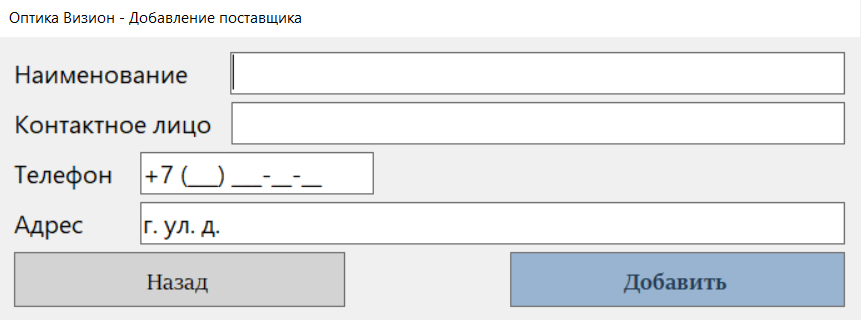 Оптика Визион - Добавление поставщика
Наименование
Контактное лицо
Телефон +7 (___) ___-__-__
Адрес г. ул. д.
Назад Добавить